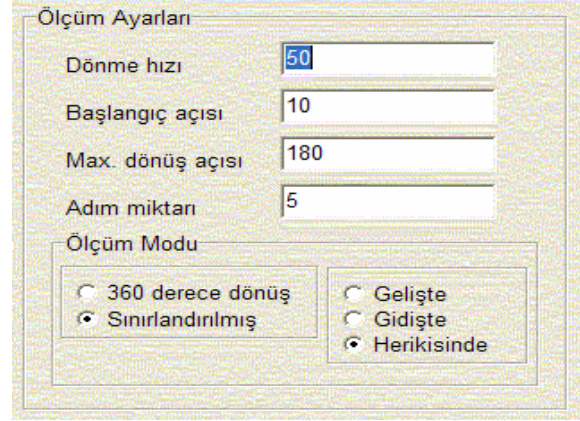 Ölçüm Ayarları
Dönme hızı 50
Başlangıç açısı 10
Max. dönüş açısı 180
Adım miktarı 5
Ölçüm Modu
360 derece dönüş
Sınırlandırılmış
Gelişte
Gidişte
Herikisinde